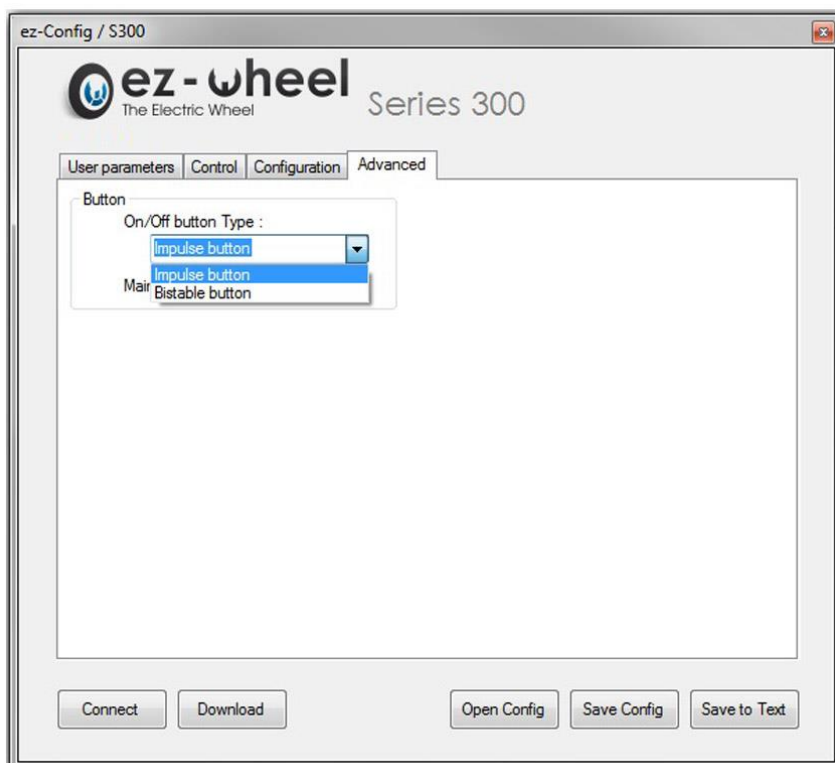 ez-Config / S300
ez-wheel
The Electric Wheel
Series 300
User parameters Control Configuration Advanced
Button
On/Off button Type :
Impulse button
Impulse button
Bistable button
Connect Download Open Config Save Config Save to Text